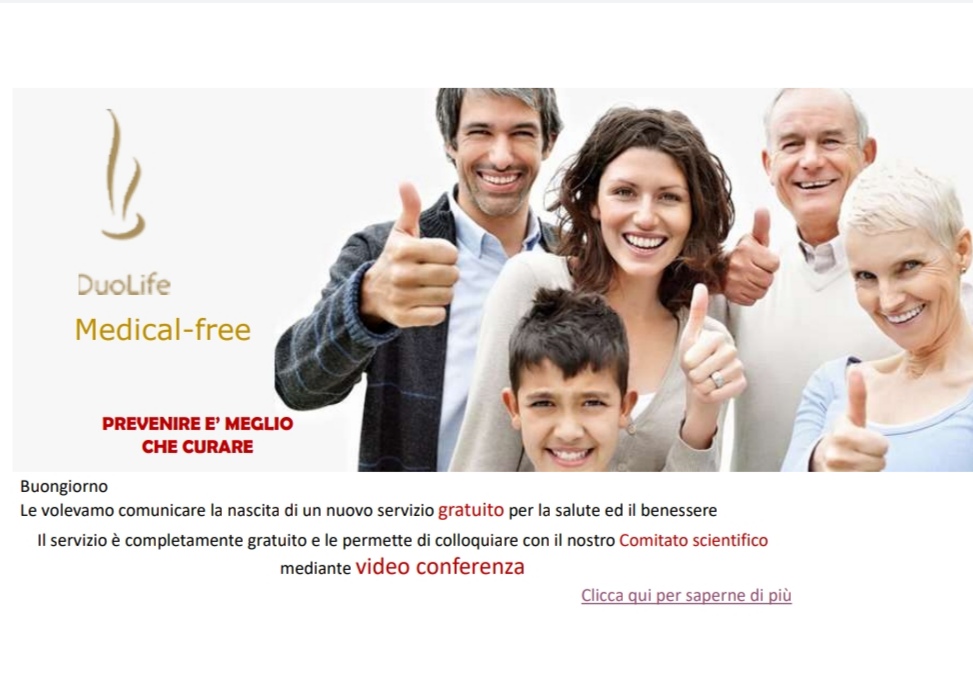 DuoLife
Medical-free
PREVENIRE E' MEGLIO
CHE CURARE
Buongiorno
Le volevamo comunicare la nascita di un nuovo servizio gratuito per la salute ed il benessere
Il servizio è completamente gratuito e le permette di colloquiare con il nostro Comitato scientifico
mediante video conferenza
Clicca qui per saperne di più